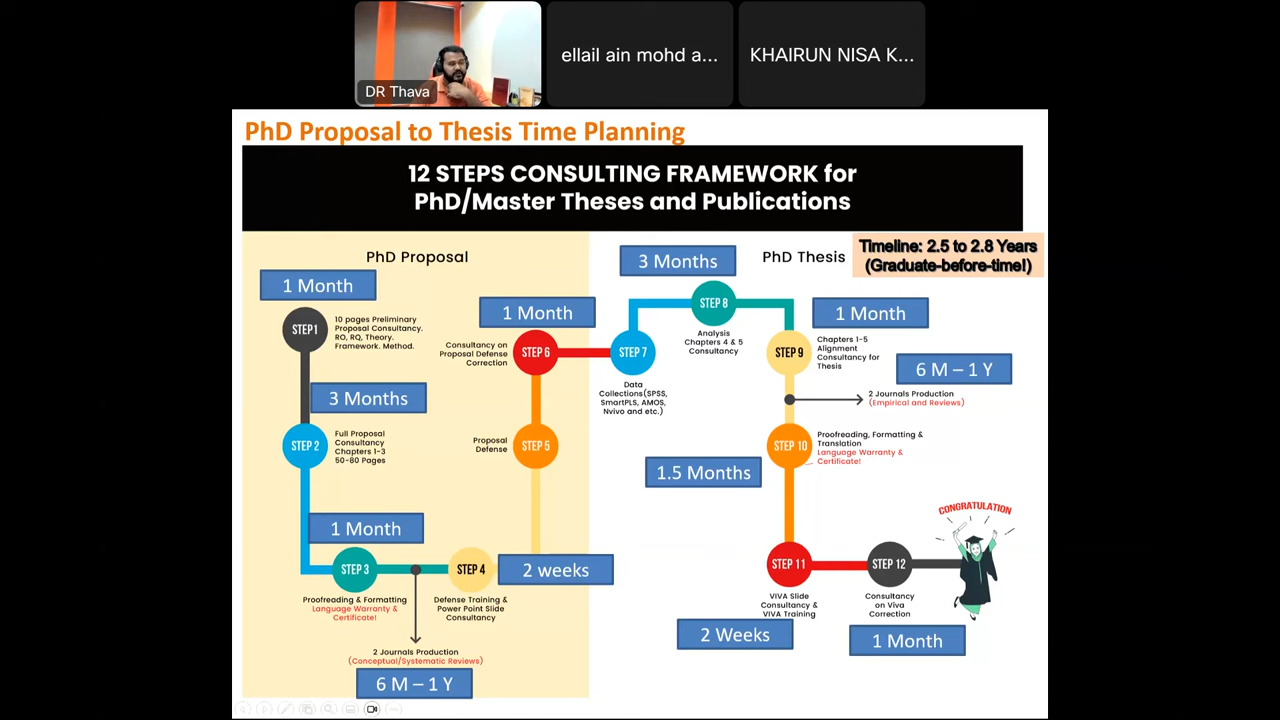 ellail ain mohd a...
KHAIRUN NISA K...
DR Thava
PhD Proposal to Thesis Time Planning
12 STEPS CONSULTING FRAMEWORK for
PhD/Master Theses and Publications
Timeline: 2.5 to 2.8 Years
(Graduate-before-time!)
PhD Proposal
1 Month
STEP1
10 pages Preliminary
Proposal Consultancy.
RO, RQ, Theory.
Framework. Method.
3 Months
STEP 2
Full Proposal
Consultancy
Chapters 1-3
50-80 Pages
1 Month
STEP 3
Proofreading & Formatting
Language Warranty &
Certificate!
2 Journals Production
(Conceptual/Systematic Reviews)
6 M – 1 Y
STEP 4
Defense Training &
Power Point Slide
Consultancy
2 weeks
Proposal
Defense
STEP 5
1 Month
Consultancy on
Proposal Defense
Correction
STEP 6
PhD Thesis
STEP 7
Data
Collections(SPSS,
SmartPLS, AMOS,
Nvivo and etc.)
3 Months
STEP 8
Analysis
Chapters 4 & 5
Consultancy
1 Month
STEP 9
Chapters 1-5
Alignment
Consultancy for
Thesis
6 M – 1 Y
2 Journals Production
(Empirical and Reviews)
STEP 10
Proofreading, Formatting &
Translation
Language Warranty &
Certificate!
1.5 Months
STEP 11
VIVA Slide
Consultancy &
VIVA Training
2 Weeks
STEP 12
Consultancy
on Viva
Correction
1 Month
CONGRATULATION